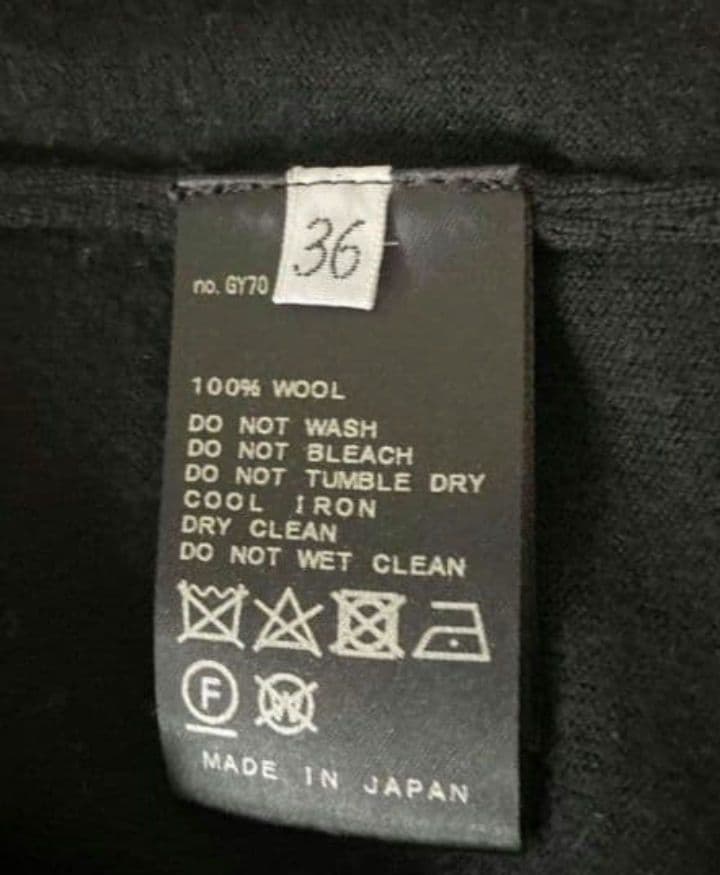 36
no. GY70
100% WOOL
DO NOT WASH
DO NOT BLEACH
DO NOT TUMBLE DRY
COOL IRON
DRY CLEAN
DO NOT WET CLEAN
F W
MADE IN JAPAN